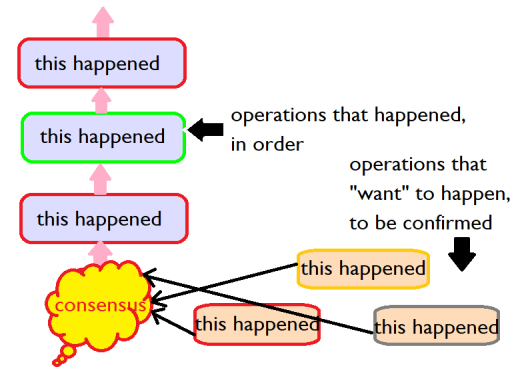 this happened
this happened
operations that happened,
in order
operations that
"want" to happen,
to be confirmed
this happened
this happened
consensus
this happened
this happened